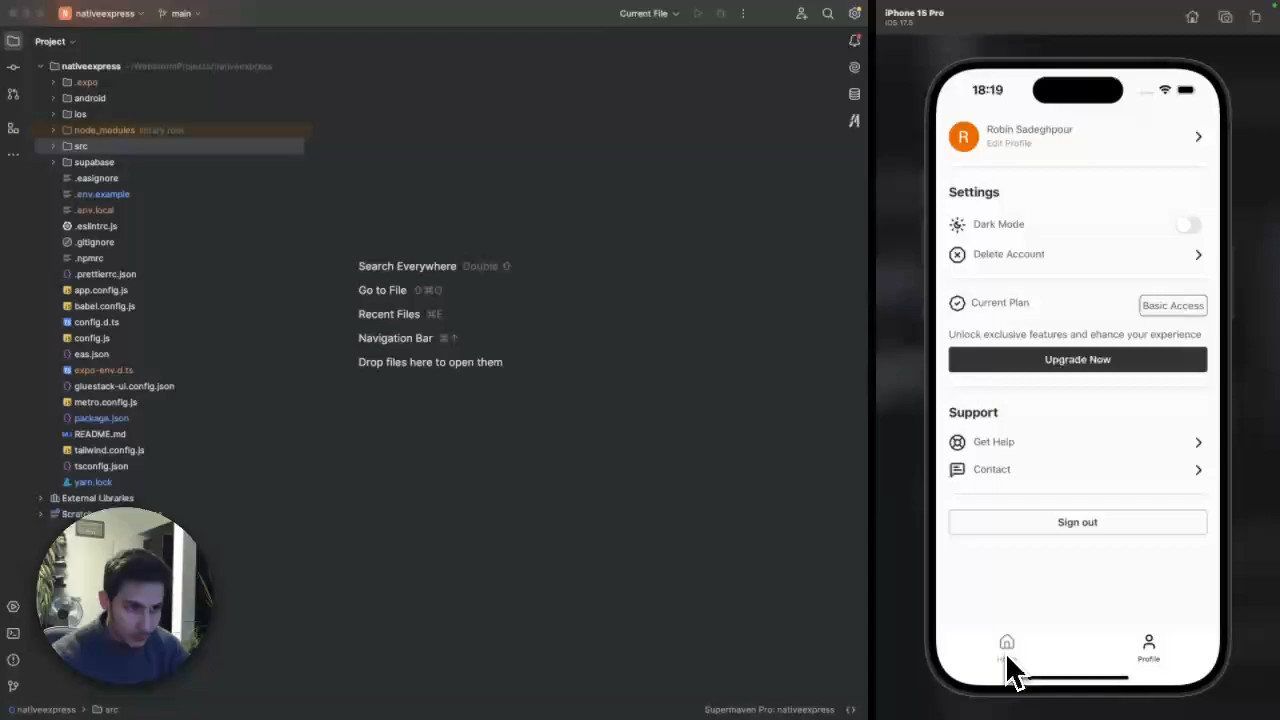 nativeexpress
main
Current File
Project
nativeexpress ~/WebstormProjects/nativeexpress
.expo
android
ios
node_modules library root
src
supabase
.easignore
.env.example
.env.local
.eslintrc.js
.gitignore
.npmrc
.prettierrc.json
app.config.js
babel.config.js
config.d.ts
config.js
eas.json
expo-env.d.ts
gluestack-ui.config.json
metro.config.js
package.json
README.md
tailwind.config.js
tsconfig.json
yarn.lock
External Libraries
Search Everywhere Double ⇧
Go to File ⇧⌘O
Recent Files ⌘E
Navigation Bar ⌘↑
Drop files here to open them
nativeexpress
src
Supermaven Pro: nativeexpress
iPhone 15 Pro
iOS 17.5
18:19
R
Robin Sadeghpour
Edit Profile
Settings
Dark Mode
Delete Account
Current Plan
Basic Access
Unlock exclusive features and ehance your experience
Upgrade Now
Support
Get Help
Contact
Sign out
Profile